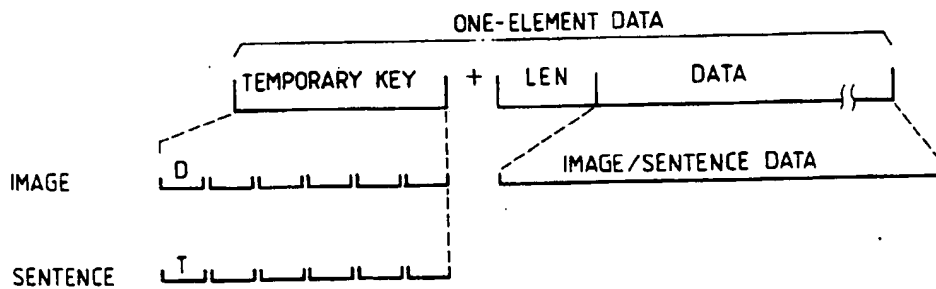 ONE-ELEMENT DATA
TEMPORARY KEY + LEN DATA
IMAGE D IMAGE/SENTENCE DATA
SENTENCE T